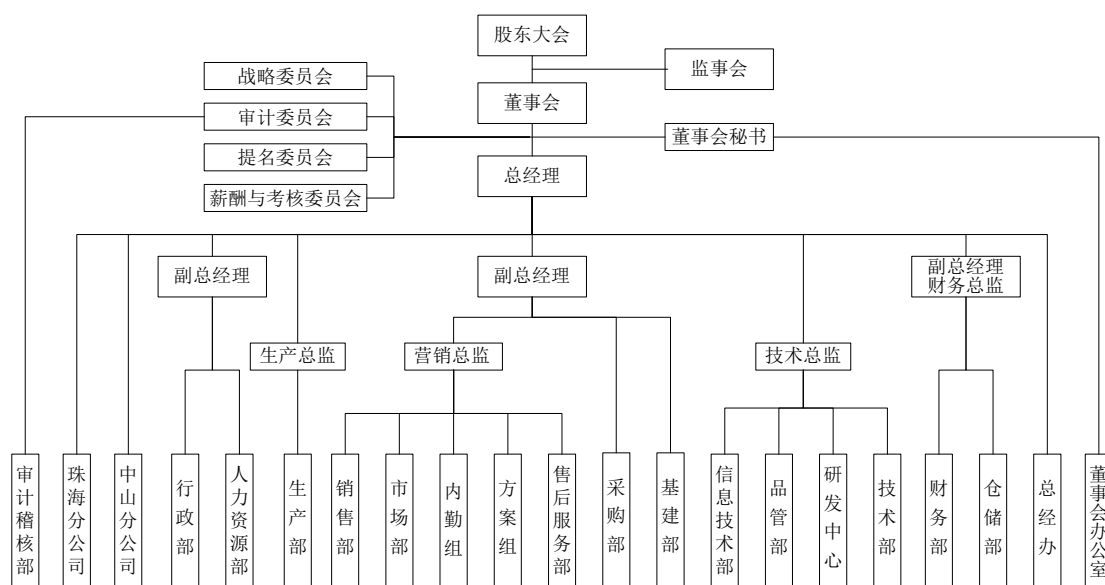 股东大会
监事会
战略委员会
董事会
审计委员会
董事会秘书
提名委员会
总经理
薪酬与考核委员会
副总经理
副总经理
副总经理
财务总监
生产总监
营销总监
技术总监
审计稽核部
珠海分公司
中山分公司
行政部
人力资源部
生产部
销售部
市场部
内勤组
方案组
售后服务部
采购部
基建部
信息技术部
品管部
研发中心
技术部
财务部
仓储部
总经办
董事会办公室